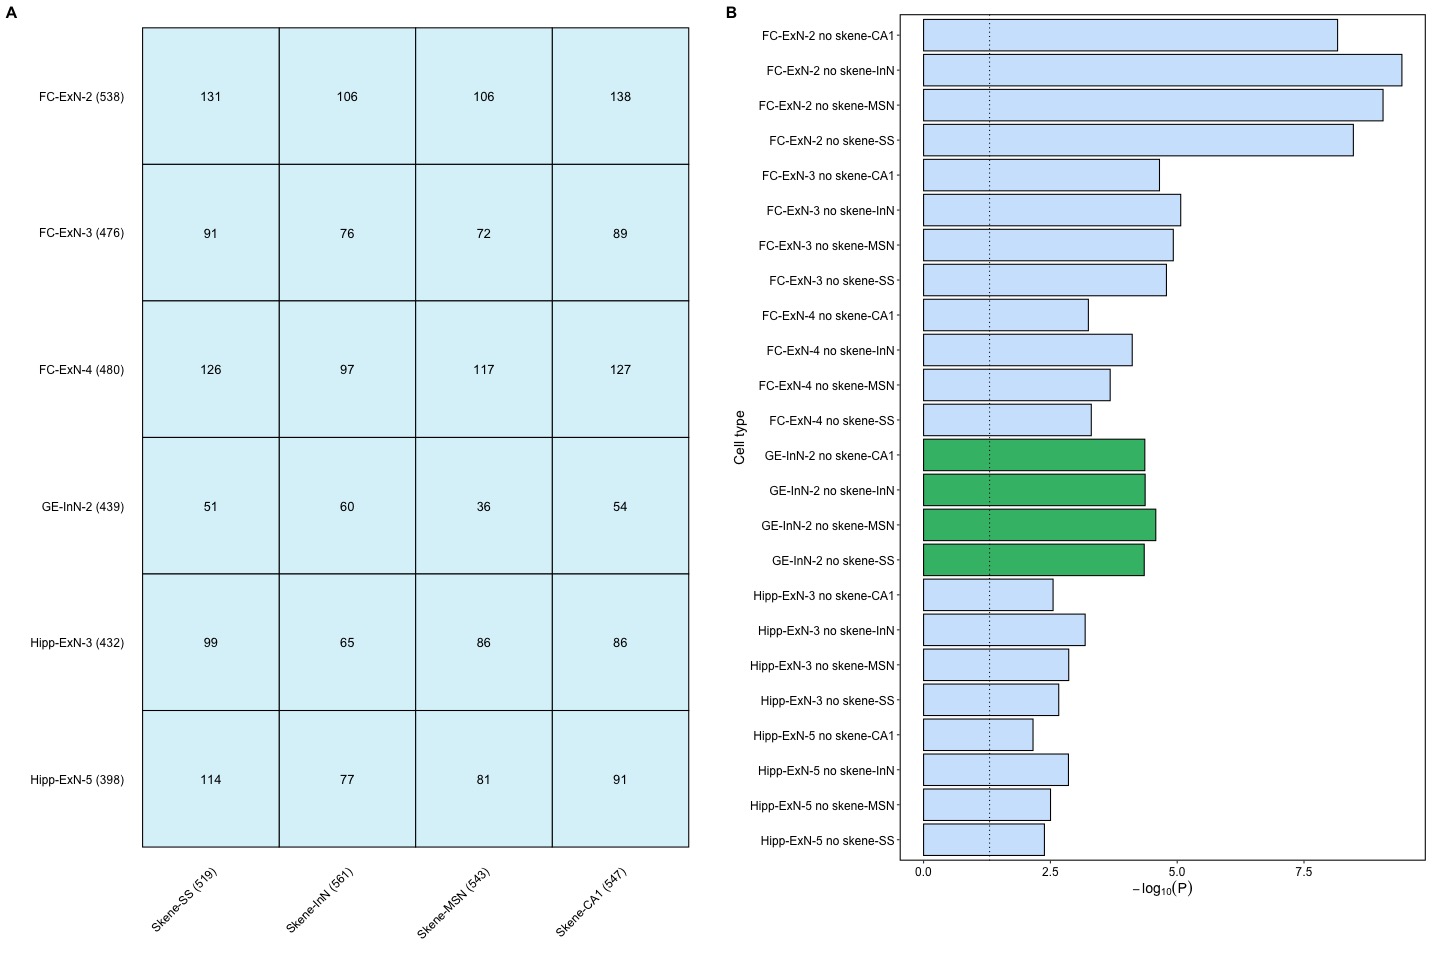 A
FC-ExN-2 (538) 131 106 106 138
FC-ExN-3 (476) 91 76 72 89
FC-ExN-4 (480) 126 97 117 127
GE-InN-2 (439) 51 60 36 54
Hipp-ExN-3 (432) 99 65 86 86
Hipp-ExN-5 (398) 114 77 81 91
Skene-SS (519) Skene-InN (561) Skene-MSN (543) Skene-CA1 (547)
B
Cell type
FC-ExN-2 no skene-CA1
FC-ExN-2 no skene-InN
FC-ExN-2 no skene-MSN
FC-ExN-2 no skene-SS
FC-ExN-3 no skene-CA1
FC-ExN-3 no skene-InN
FC-ExN-3 no skene-MSN
FC-ExN-3 no skene-SS
FC-ExN-4 no skene-CA1
FC-ExN-4 no skene-InN
FC-ExN-4 no skene-MSN
FC-ExN-4 no skene-SS
GE-InN-2 no skene-CA1
GE-InN-2 no skene-InN
GE-InN-2 no skene-MSN
GE-InN-2 no skene-SS
Hipp-ExN-3 no skene-CA1
Hipp-ExN-3 no skene-InN
Hipp-ExN-3 no skene-MSN
Hipp-ExN-3 no skene-SS
Hipp-ExN-5 no skene-CA1
Hipp-ExN-5 no skene-InN
Hipp-ExN-5 no skene-MSN
Hipp-ExN-5 no skene-SS
0.0 2.5 5.0 7.5
−log₁₀(P)